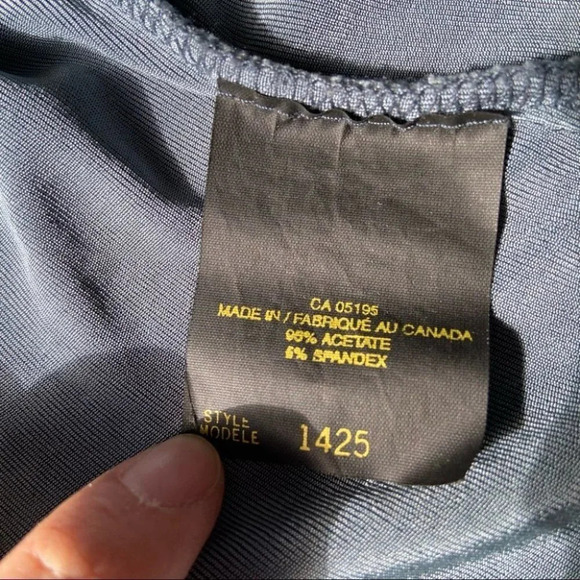 CA 05195
MADE IN / FABRIQUÉ AU CANADA
95% ACETATE
5% SPANDEX
STYLE
MODELE 1425